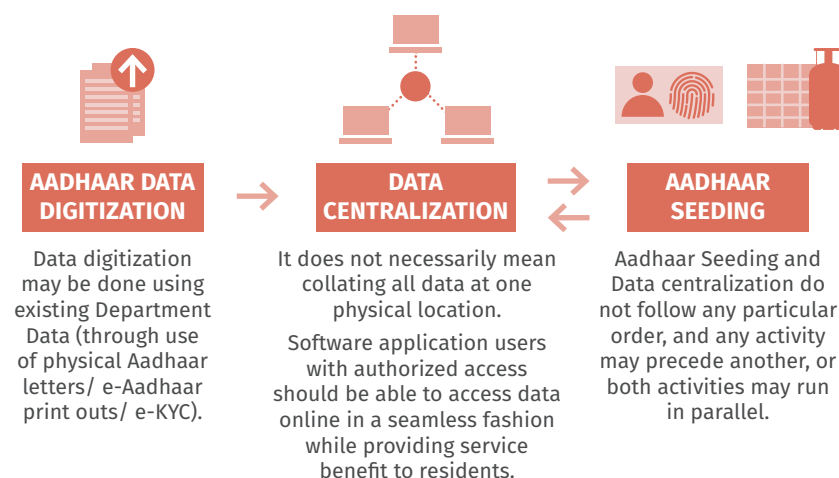 AADHAAR DATA
DIGITIZATION
Data digitization
may be done using
existing Department
Data (through use
of physical Aadhaar
letters/ e-Aadhaar
print outs/ e-KYC).
DATA
CENTRALIZATION
It does not necessarily mean
collating all data at one
physical location.
Software application users
with authorized access
should be able to access data
online in a seamless fashion
while providing service
benefit to residents.
AADHAAR
SEEDING
Aadhaar Seeding and
Data centralization do
not follow any particular
order, and any activity
may precede another, or
both activities may run
in parallel.